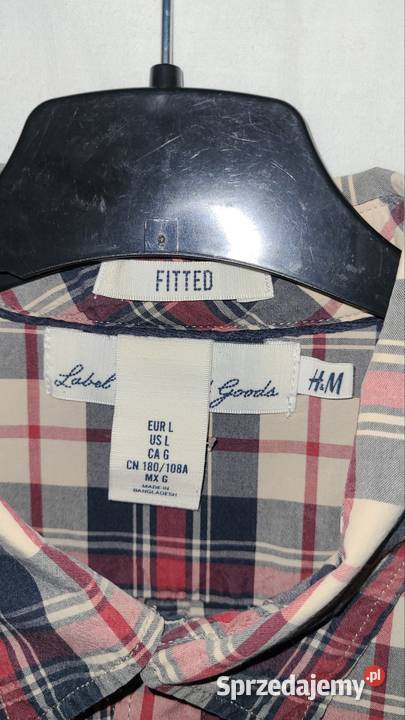 FITTED
Label Goods
H&M
EUR L
US L
CA G
CN 180/108A
MX G
MADE IN
BANGLADESH
Sprzedajemy.pl